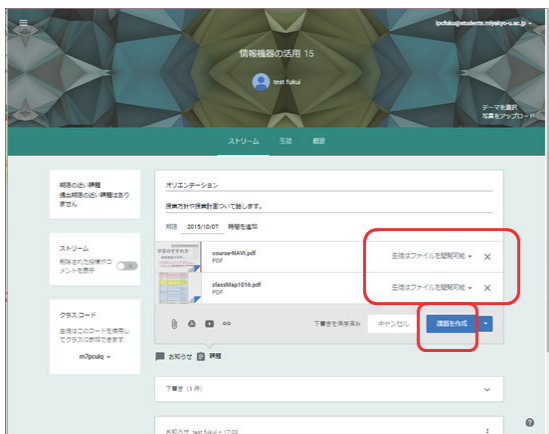 ipcfuku@students.miyakyo-u.ac.jp
情報機器の活用 15
test fukui
テーマを選択
写真をアップロード
ストリーム 生徒 概要
期限の近い課題
提出期限の近い課題はあり
ません
オリエンテーション
授業方針や授業計画ついて話します。
期限 2015/10/07 時間を追加
ストリーム
削除された投稿やコ
メントを表示
course-NAVI.pdf
PDF
生徒はファイルを閲覧可能
classMap1016.pdf
PDF
生徒はファイルを閲覧可能
クラス コード
生徒はこのコードを使用し
てクラスに参加できます:
m7pculq
下書きを保存済み キャンセル 課題を作成
お知らせ 課題
下書き (1 件)
お知らせ test fukui • 17:03